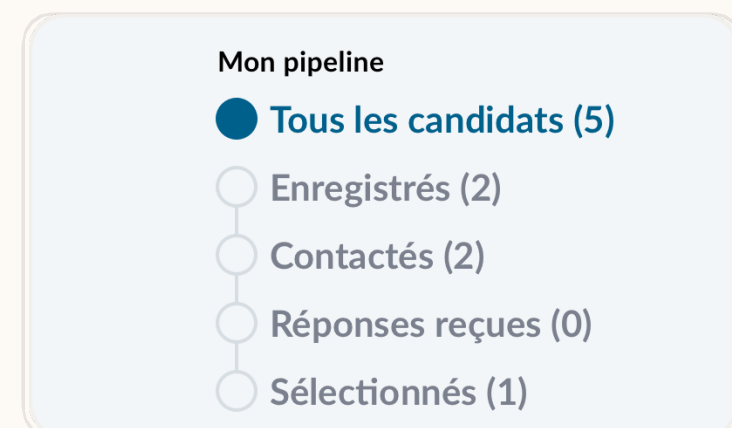 Mon pipeline
Tous les candidats (5)
Enregistrés (2)
Contactés (2)
Réponses reçues (0)
Sélectionnés (1)